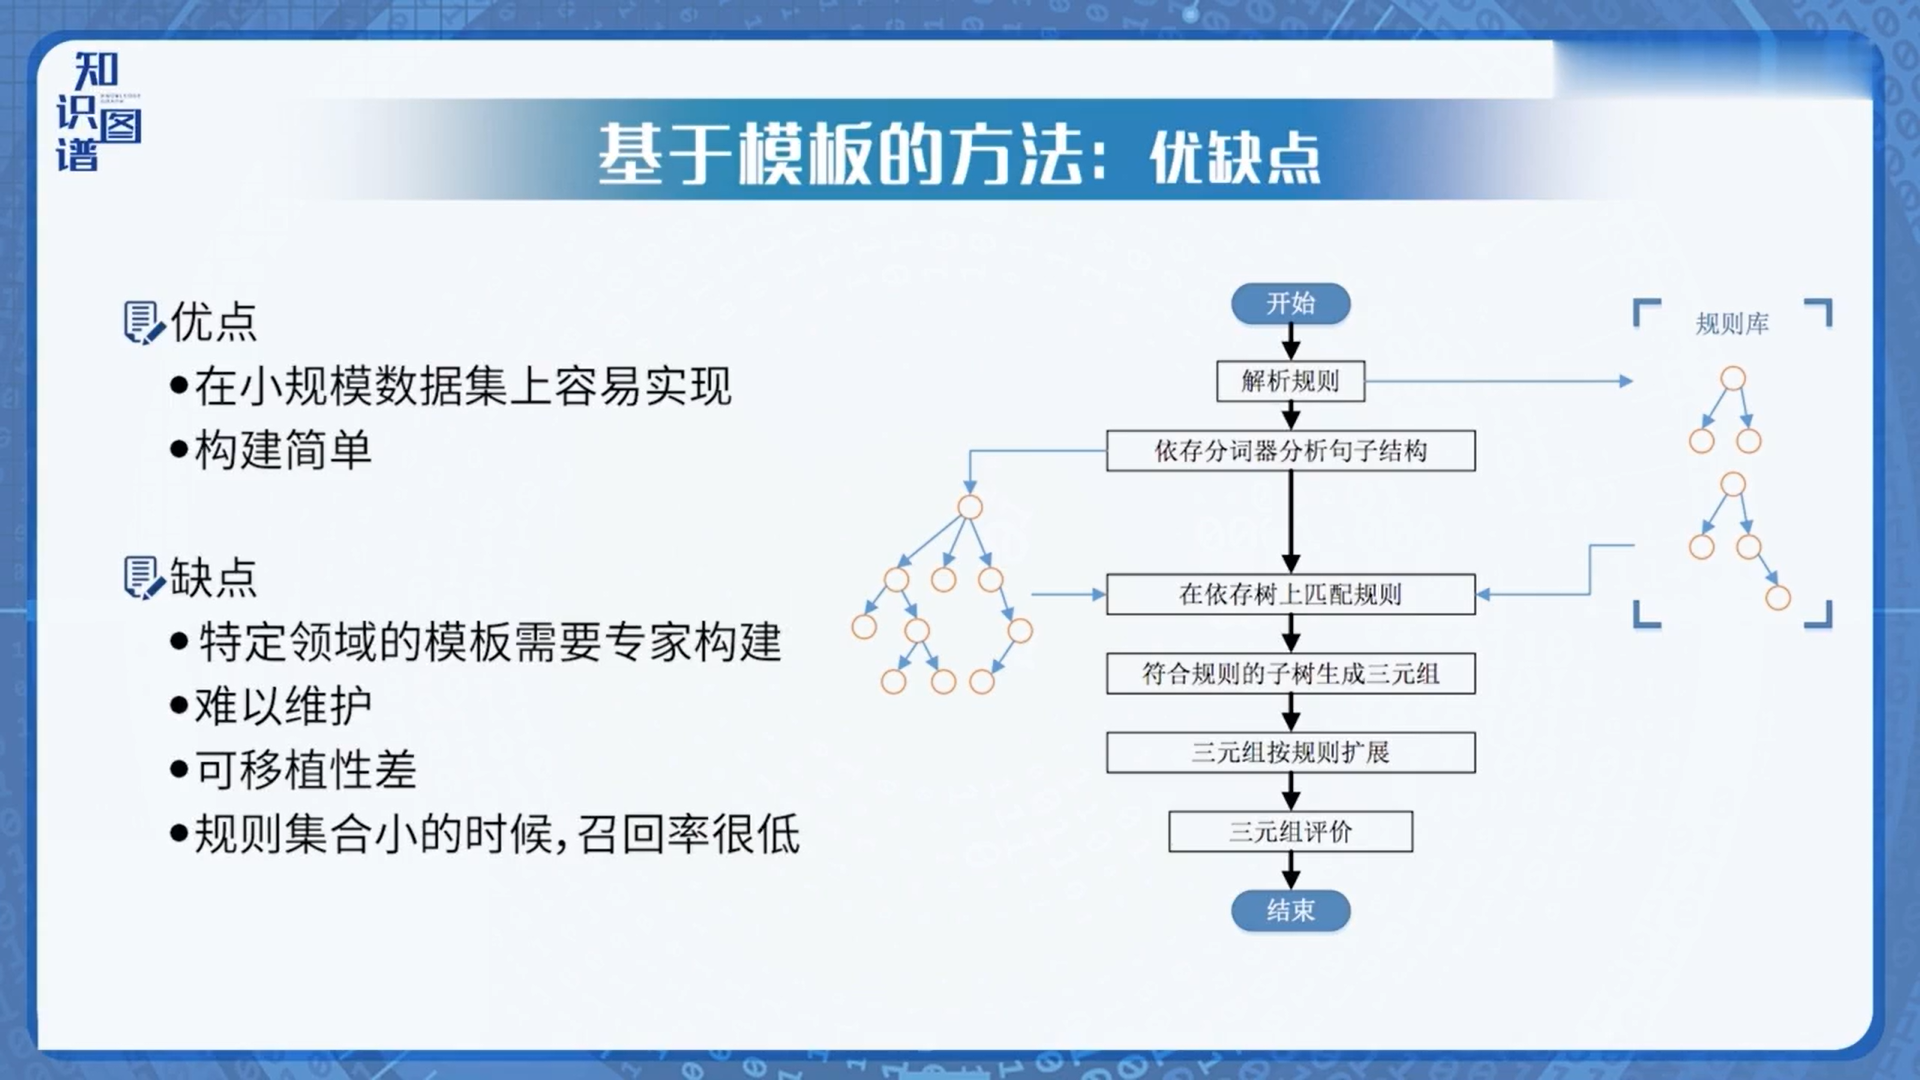 知
识图
谱
基于模板的方法：优缺点
优点
●在小规模数据集上容易实现
●构建简单
缺点
●特定领域的模板需要专家构建
●难以维护
●可移植性差
●规则集合小的时候，召回率很低
开始
解析规则
依存分词器分析句子结构
在依存树上匹配规则
符合规则的子树生成三元组
三元组按规则扩展
三元组评价
结束
规则库